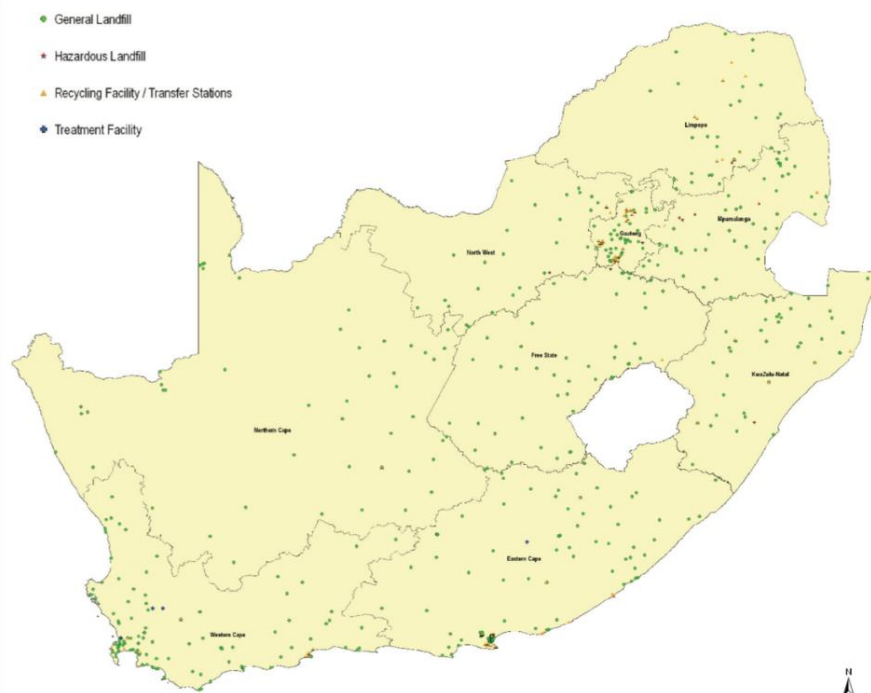 General Landfill
Hazardous Landfill
Recycling Facility / Transfer Stations
Treatment Facility
Limpopo
Mpumalanga
Gauteng
North West
Free State
KwaZulu-Natal
Northern Cape
Eastern Cape
Western Cape
N